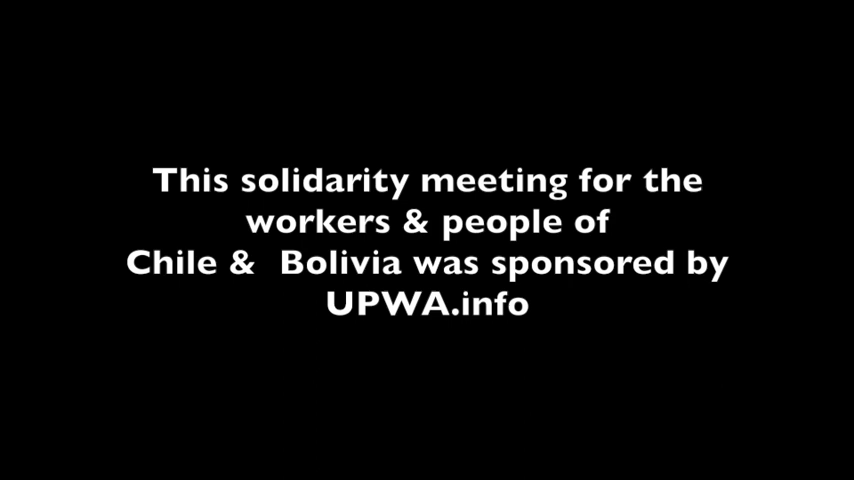 This solidarity meeting for the
workers & people of
Chile &  Bolivia was sponsored by
UPWA.info